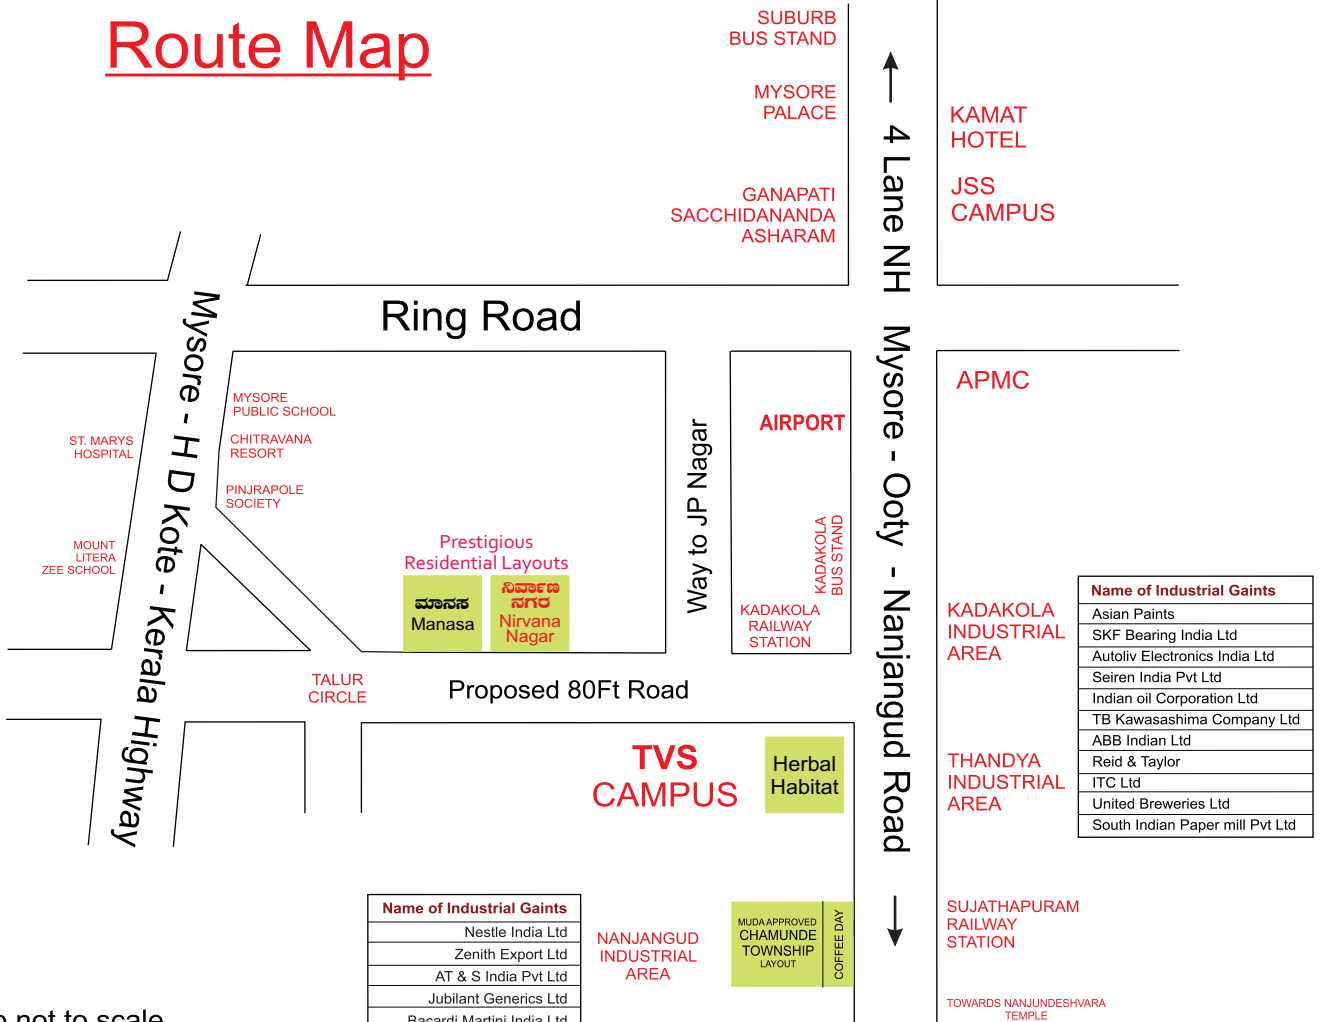 Route Map
SUBURB
BUS STAND
MYSORE
PALACE
GANAPATI
SACCHIDANANDA
ASHARAM
4 Lane NH
KAMAT
HOTEL
JSS
CAMPUS
Ring Road
Mysore - H D Kote - Kerala Highway
Mysore - Ooty - Nanjangud Road
APMC
MYSORE
PUBLIC SCHOOL
CHITRAVANA
RESORT
PINJRAPOLE
SOCIETY
ST. MARYS
HOSPITAL
MOUNT
LITERA
ZEE SCHOOL
Way to JP Nagar
AIRPORT
KADAKOLA
BUS STAND
KADAKOLA
RAILWAY
STATION
Prestigious
Residential Layouts
ಮಾನಸ
Manasa
ನಿರ್ವಾಣ
ನಗರ
Nirvana
Nagar
TALUR
CIRCLE
Proposed 80Ft Road
KADAKOLA
INDUSTRIAL
AREA
THANDYA
INDUSTRIAL
AREA
Name of Industrial Gaints
Asian Paints
SKF Bearing India Ltd
Autoliv Electronics India Ltd
Seiren India Pvt Ltd
Indian oil Corporation Ltd
TB Kawasashima Company Ltd
ABB Indian Ltd
Reid & Taylor
ITC Ltd
United Breweries Ltd
South Indian Paper mill Pvt Ltd
TVS
CAMPUS
Herbal
Habitat
Name of Industrial Gaints
Nestle India Ltd
Zenith Export Ltd
AT & S India Pvt Ltd
Jubilant Generics Ltd
Bacardi Martini India Ltd
NANJANGUD
INDUSTRIAL
AREA
MUDA APPROVED
CHAMUNDE
TOWNSHIP
LAYOUT
COFFEE DAY
SUJATHAPURAM
RAILWAY
STATION
TOWARDS NANJUNDESHVARA
TEMPLE
not to scale